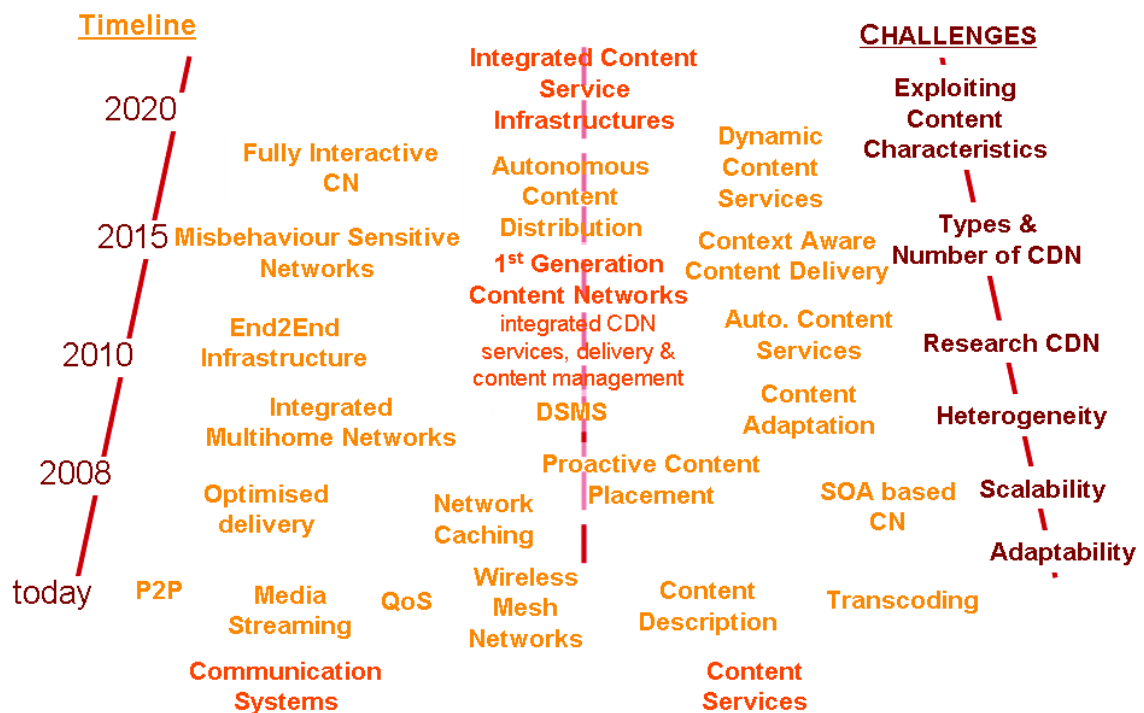 Timeline
CHALLENGES
Integrated Content
Service
Infrastructures
Exploiting
Content
Characteristics
2020
Dynamic
Content
Services
Fully Interactive
CN
Autonomous
Content
Distribution
2015
Misbehaviour Sensitive
Networks
Context Aware
Content Delivery
Types &
Number of CDN
1st Generation
Content Networks
integrated CDN
services, delivery &
content management
End2End
Infrastructure
Auto. Content
Services
2010
Research CDN
Integrated
Multihome Networks
DSMS
Content
Adaptation
Heterogeneity
2008
Proactive Content
Placement
Optimised
delivery
Network
Caching
SOA based
CN
Scalability
Adaptability
today
P2P
Media
Streaming
QoS
Wireless
Mesh
Networks
Content
Description
Transcoding
Communication
Systems
Content
Services